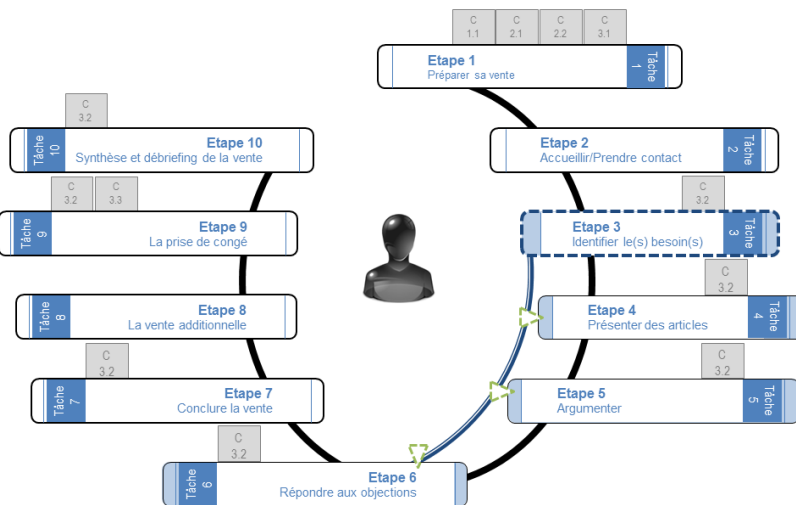 C
1.1
C
2.1
C
2.2
C
3.1
Etape 1
Préparer sa vente
Tâche
1
Etape 2
Accueillir/Prendre contact
Tâche
2
C
3.2
Etape 3
Identifier le(s) besoin(s)
Tâche
3
C
3.2
Etape 4
Présenter des articles
Tâche
4
C
3.2
Etape 5
Argumenter
Tâche
5
C
3.2
Tâche
6
Etape 6
Répondre aux objections
C
3.2
Tâche
7
Etape 7
Conclure la vente
Tâche
8
Etape 8
La vente additionnelle
C
3.2
C
3.3
Tâche
9
Etape 9
La prise de congé
C
3.2
Tâche
10
Etape 10
Synthèse et débriefing de la vente